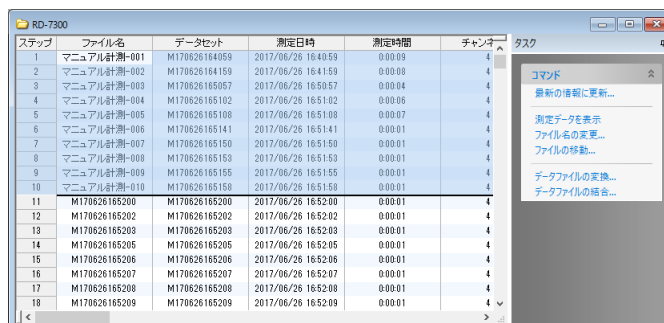 RD-7300
ステップ ファイル名 データセット 測定日時 測定時間 チャンネ
1 マニュアル計測-001 M170626164059 2017/06/26 16:40:59 0:00:09 4
2 マニュアル計測-002 M170626164159 2017/06/26 16:41:59 0:00:08 4
3 マニュアル計測-003 M170626165057 2017/06/26 16:50:57 0:00:04 4
4 マニュアル計測-004 M170626165102 2017/06/26 16:51:02 0:00:06 4
5 マニュアル計測-005 M170626165108 2017/06/26 16:51:08 0:00:07 4
6 マニュアル計測-006 M170626165141 2017/06/26 16:51:41 0:00:01 4
7 マニュアル計測-007 M170626165150 2017/06/26 16:51:50 0:00:01 4
8 マニュアル計測-008 M170626165153 2017/06/26 16:51:53 0:00:01 4
9 マニュアル計測-009 M170626165155 2017/06/26 16:51:55 0:00:01 4
10 マニュアル計測-010 M170626165158 2017/06/26 16:51:58 0:00:01 4
11 M170626165200 M170626165200 2017/06/26 16:52:00 0:00:01 4
12 M170626165202 M170626165202 2017/06/26 16:52:02 0:00:01 4
13 M170626165203 M170626165203 2017/06/26 16:52:03 0:00:01 4
14 M170626165205 M170626165205 2017/06/26 16:52:05 0:00:01 4
15 M170626165206 M170626165206 2017/06/26 16:52:06 0:00:01 4
16 M170626165207 M170626165207 2017/06/26 16:52:07 0:00:01 4
17 M170626165208 M170626165208 2017/06/26 16:52:08 0:00:01 4
18 M170626165209 M170626165209 2017/06/26 16:52:09 0:00:01 4
タスク
コマンド
最新の情報に更新...
測定データを表示
ファイル名の変更...
ファイルの移動...
データファイルの変換...
データファイルの結合...